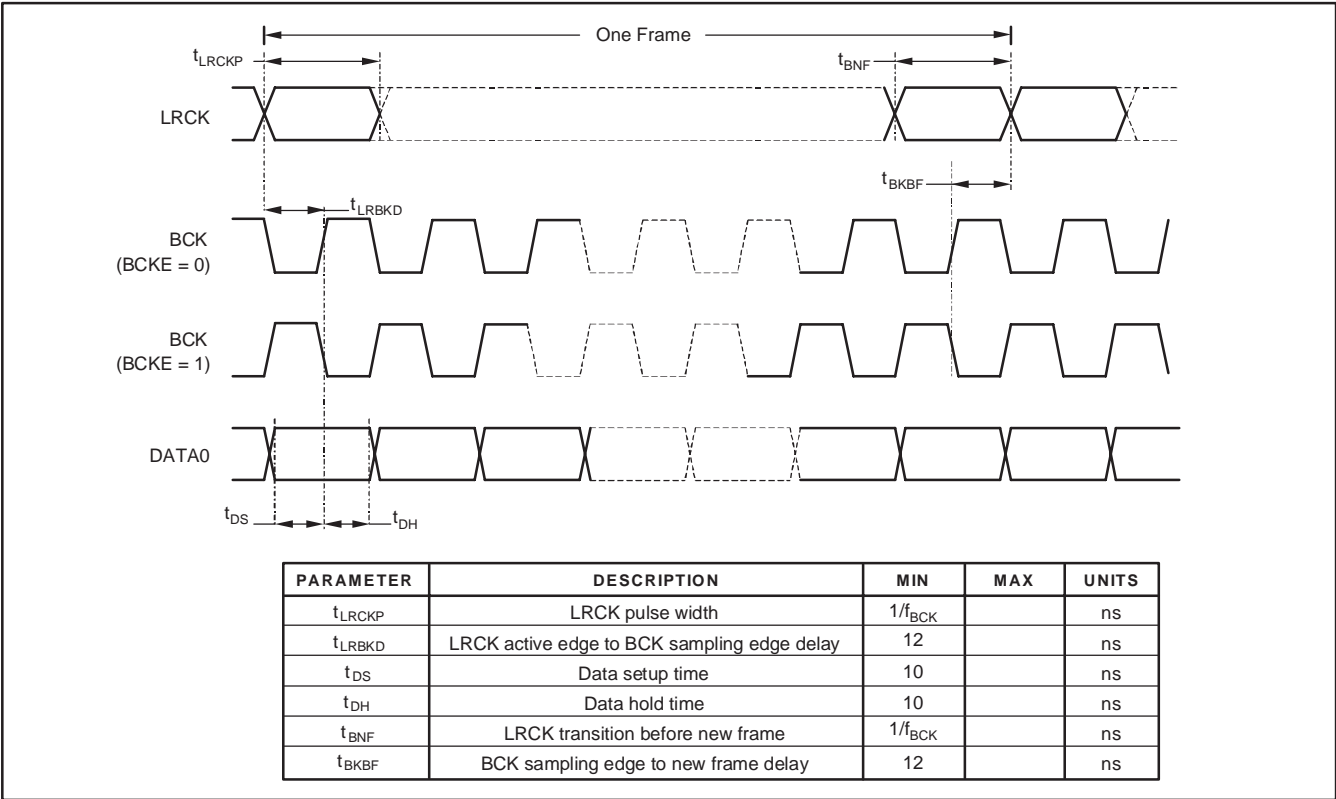 One Frame
tLRCKP
tBNF
LRCK
tBKBF
tLRBKD
BCK
(BCKE = 0)
BCK
(BCKE = 1)
DATA0
tDS
tDH
PARAMETER DESCRIPTION MIN MAX UNITS
tLRCKP LRCK pulse width 1/fBCK ns
tLRBKD LRCK active edge to BCK sampling edge delay 12 ns
tDS Data setup time 10 ns
tDH Data hold time 10 ns
tBNF LRCK transition before new frame 1/fBCK ns
tBKBF BCK sampling edge to new frame delay 12 ns